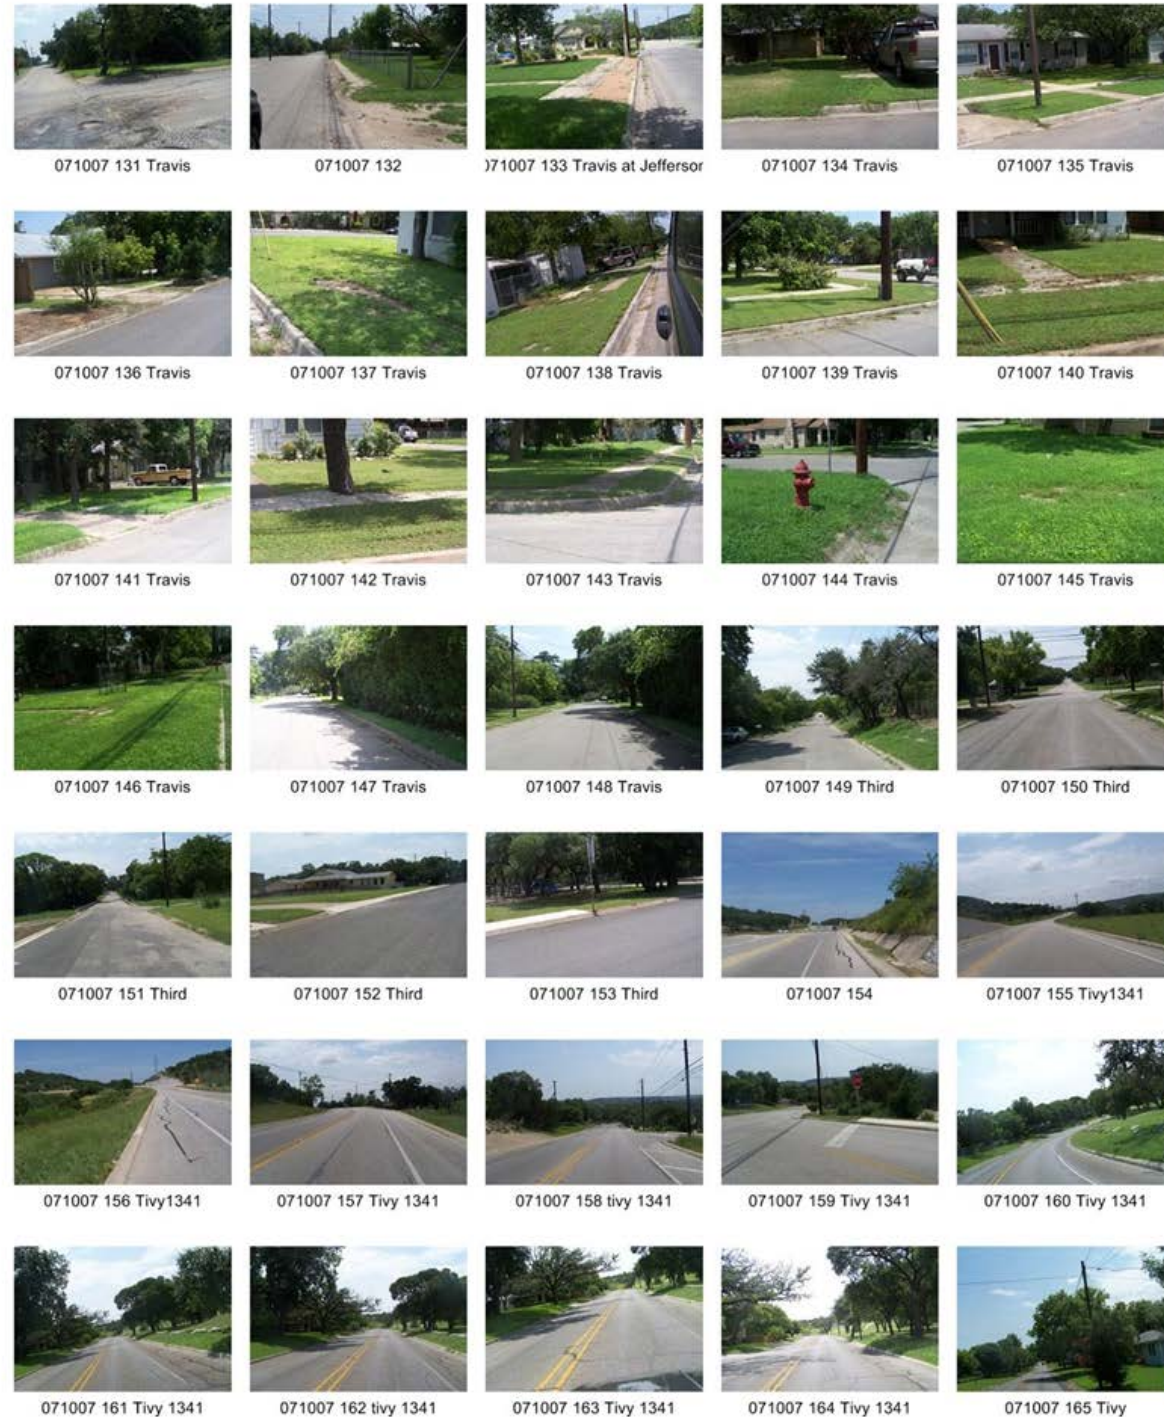 071007 131 Travis
071007 132
071007 133 Travis at Jefferson
071007 134 Travis
071007 135 Travis
071007 136 Travis
071007 137 Travis
071007 138 Travis
071007 139 Travis
071007 140 Travis
071007 141 Travis
071007 142 Travis
071007 143 Travis
071007 144 Travis
071007 145 Travis
071007 146 Travis
071007 147 Travis
071007 148 Travis
071007 149 Third
071007 150 Third
071007 151 Third
071007 152 Third
071007 153 Third
071007 154
071007 155 Tivy1341
071007 156 Tivy1341
071007 157 Tivy 1341
071007 158 tivy 1341
071007 159 Tivy 1341
071007 160 Tivy 1341
071007 161 Tivy 1341
071007 162 tivy 1341
071007 163 Tivy 1341
071007 164 Tivy 1341
071007 165 Tivy